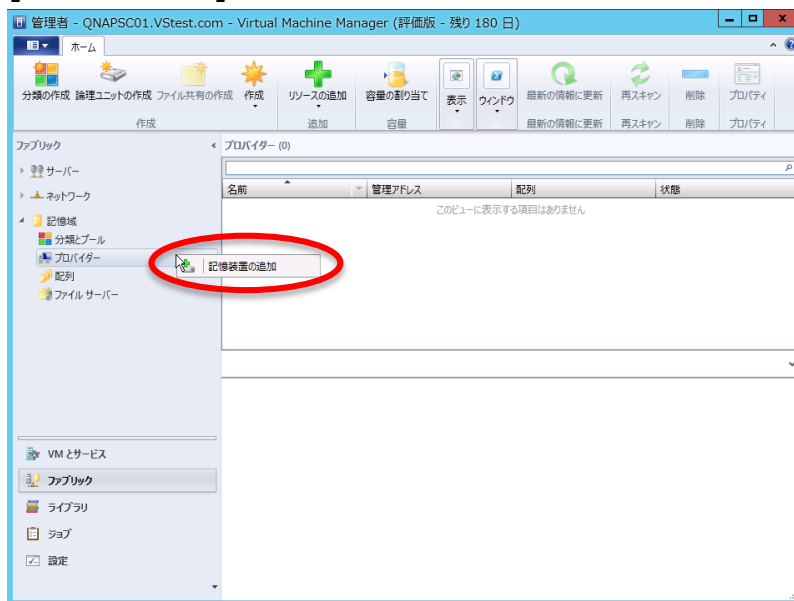 管理者 - QNAPSC01.VStest.com - Virtual Machine Manager (評価版 - 残り 180 日)
ホーム
分類の作成 論理ユニットの作成 ファイル共有の作成 作成 リソースの追加 容量の割り当て 表示 ウィンドウ 最新の情報に更新 再スキャン 削除 プロパティ
作成 追加 容量 最新の情報に更新 再スキャン 削除 プロパティ
ファブリック
プロバイダー (0)
サーバー
名前 管理アドレス 配列 状態
ネットワーク
このビューに表示する項目はありません
記憶域
分類とプール
プロバイダー
記憶装置の追加
配列
ファイル サーバー
VM とサービス
ファブリック
ライブラリ
ジョブ
設定